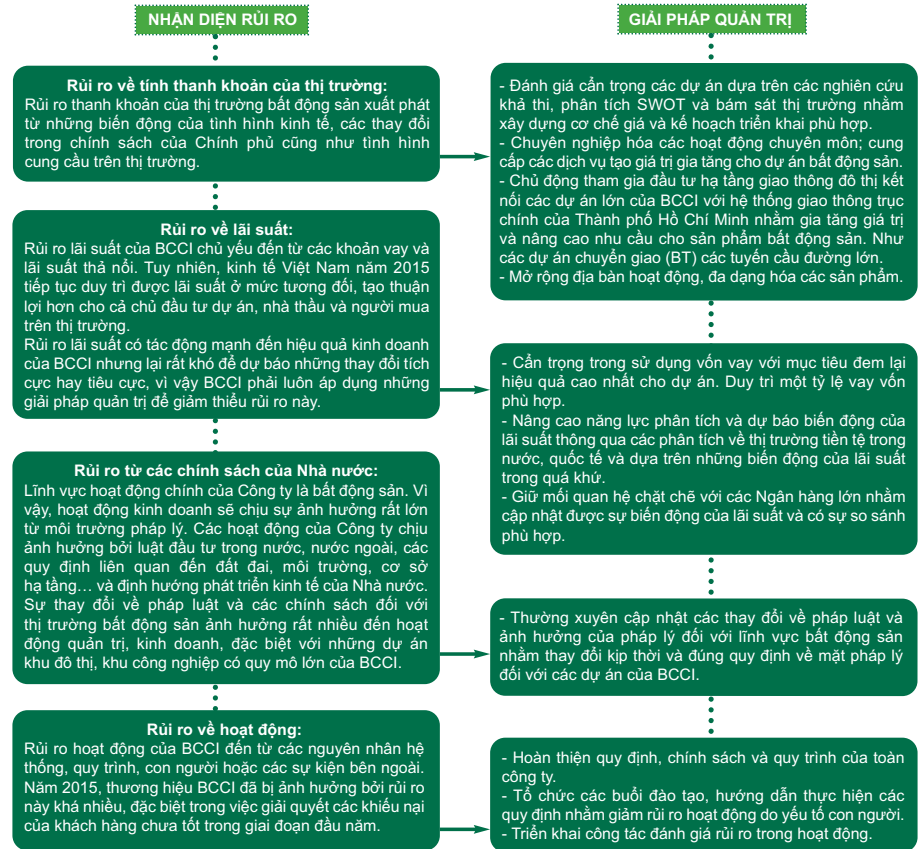 NHẬN DIỆN RỦI RO
Rủi ro về tính thanh khoản của thị trường:
Rủi ro thanh khoản của thị trường bất động sản xuất phát
từ những biến động của tình hình kinh tế, các thay đổi
trong chính sách của Chính phủ cũng như tình hình
cung cầu trên thị trường.
Rủi ro về lãi suất:
Rủi ro lãi suất của BCCI chủ yếu đến từ các khoản vay và
lãi suất thả nổi. Tuy nhiên, kinh tế Việt Nam năm 2015
tiếp tục duy trì được lãi suất ở mức tương đối, tạo thuận
lợi hơn cho cả chủ đầu tư dự án, nhà thầu và người mua
trên thị trường.
Rủi ro lãi suất có tác động mạnh đến hiệu quả kinh doanh
của BCCI nhưng lại rất khó để dự báo những thay đổi tích
cực hay tiêu cực, vì vậy BCCI phải luôn áp dụng những
giải pháp quản trị để giảm thiểu rủi ro này.
Rủi ro từ các chính sách của Nhà nước:
Lĩnh vực hoạt động chính của Công ty là bất động sản. Vì
vậy, hoạt động kinh doanh sẽ chịu sự ảnh hưởng rất lớn
từ môi trường pháp lý. Các hoạt động của Công ty chịu
ảnh hưởng bởi luật đầu tư trong nước, nước ngoài, các
quy định liên quan đến đất đai, môi trường, cơ sở
hạ tầng… và định hướng phát triển kinh tế của Nhà nước.
Sự thay đổi về pháp luật và các chính sách đối với
thị trường bất động sản ảnh hưởng rất nhiều đến hoạt
động quản trị, kinh doanh, đặc biệt với những dự án
khu đô thị, khu công nghiệp có quy mô lớn của BCCI.
Rủi ro về hoạt động:
Rủi ro hoạt động của BCCI đến từ các nguyên nhân hệ
thống, quy trình, con người hoặc các sự kiện bên ngoài.
Năm 2015, thương hiệu BCCI đã bị ảnh hưởng bởi rủi ro
này khá nhiều, đặc biệt trong việc giải quyết các khiếu nại
của khách hàng chưa tốt trong giai đoạn đầu năm.
GIẢI PHÁP QUẢN TRỊ
- Đánh giá cẩn trọng các dự án dựa trên các nghiên cứu
khả thi, phân tích SWOT và bám sát thị trường nhằm
xây dựng cơ chế giá và kế hoạch triển khai phù hợp.
- Chuyên nghiệp hóa các hoạt động chuyên môn; cung
cấp các dịch vụ tạo giá trị gia tăng cho dự án bất động sản.
- Chủ động tham gia đầu tư hạ tầng giao thông đô thị kết
nối các dự án lớn của BCCI với hệ thống giao thông trục
chính của Thành phố Hồ Chí Minh nhằm gia tăng giá trị
và nâng cao nhu cầu cho sản phẩm bất động sản. Như
các dự án chuyển giao (BT) các tuyến cầu đường lớn.
- Mở rộng địa bàn hoạt động, đa dạng hóa các sản phẩm.
- Cẩn trọng trong sử dụng vốn vay với mục tiêu đem lại
hiệu quả cao nhất cho dự án. Duy trì một tỷ lệ vay vốn
phù hợp.
- Nâng cao năng lực phân tích và dự báo biến động của
lãi suất thông qua các phân tích về thị trường tiền tệ trong
nước, quốc tế và dựa trên những biến động của lãi suất
trong quá khứ.
- Giữ mối quan hệ chặt chẽ với các Ngân hàng lớn nhằm
cập nhật được sự biến động của lãi suất và có sự so sánh
phù hợp.
- Thường xuyên cập nhật các thay đổi về pháp luật và
ảnh hưởng của pháp lý đối với lĩnh vực bất động sản
nhằm thay đổi kịp thời và đúng quy định về mặt pháp lý
đối với các dự án của BCCI.
- Hoàn thiện quy định, chính sách và quy trình của toàn
công ty.
- Tổ chức các buổi đào tạo, hướng dẫn thực hiện các
quy định nhằm giảm rủi ro hoạt động do yếu tố con người.
- Triển khai công tác đánh giá rủi ro trong hoạt động.